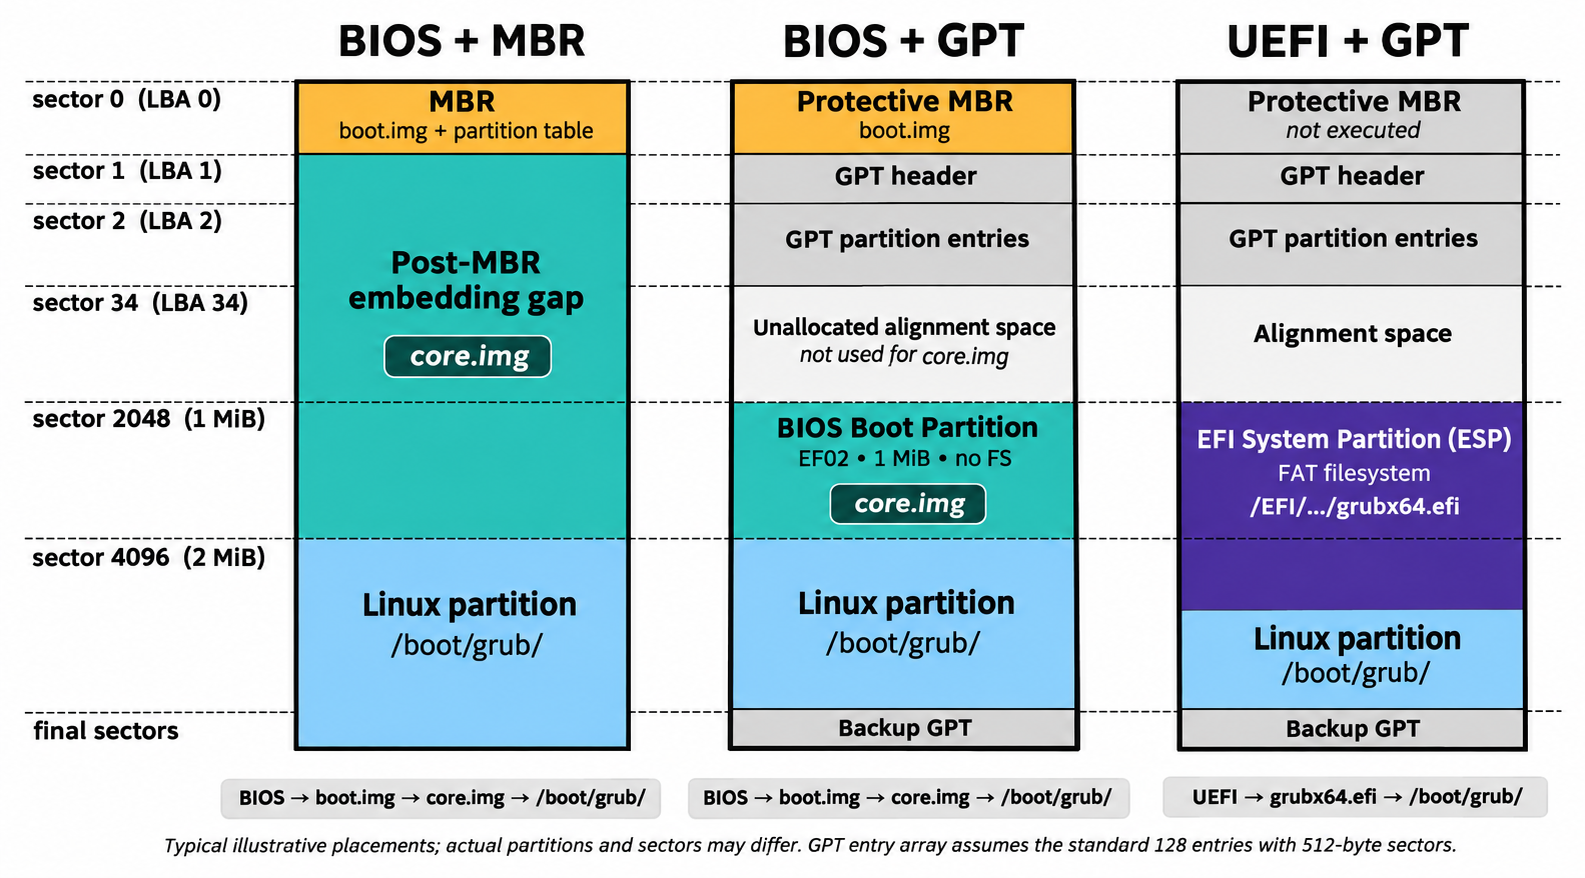 BIOS + MBR
BIOS + GPT
UEFI + GPT
sector 0 (LBA 0)
sector 1 (LBA 1)
sector 2 (LBA 2)
sector 34 (LBA 34)
sector 2048 (1 MiB)
sector 4096 (2 MiB)
final sectors
MBR
boot.img + partition table
Post-MBR
embedding gap
core.img
Linux partition
/boot/grub/
Protective MBR
boot.img
GPT header
GPT partition entries
Unallocated alignment space
not used for core.img
BIOS Boot Partition
EF02 • 1 MiB • no FS
core.img
Linux partition
/boot/grub/
Backup GPT
Protective MBR
not executed
GPT header
GPT partition entries
Alignment space
EFI System Partition (ESP)
FAT filesystem
/EFI/.../grubx64.efi
Linux partition
/boot/grub/
Backup GPT
BIOS → boot.img → core.img → /boot/grub/
BIOS → boot.img → core.img → /boot/grub/
UEFI → grubx64.efi → /boot/grub/
Typical illustrative placements; actual partitions and sectors may differ. GPT entry array assumes the standard 128 entries with 512-byte sectors.